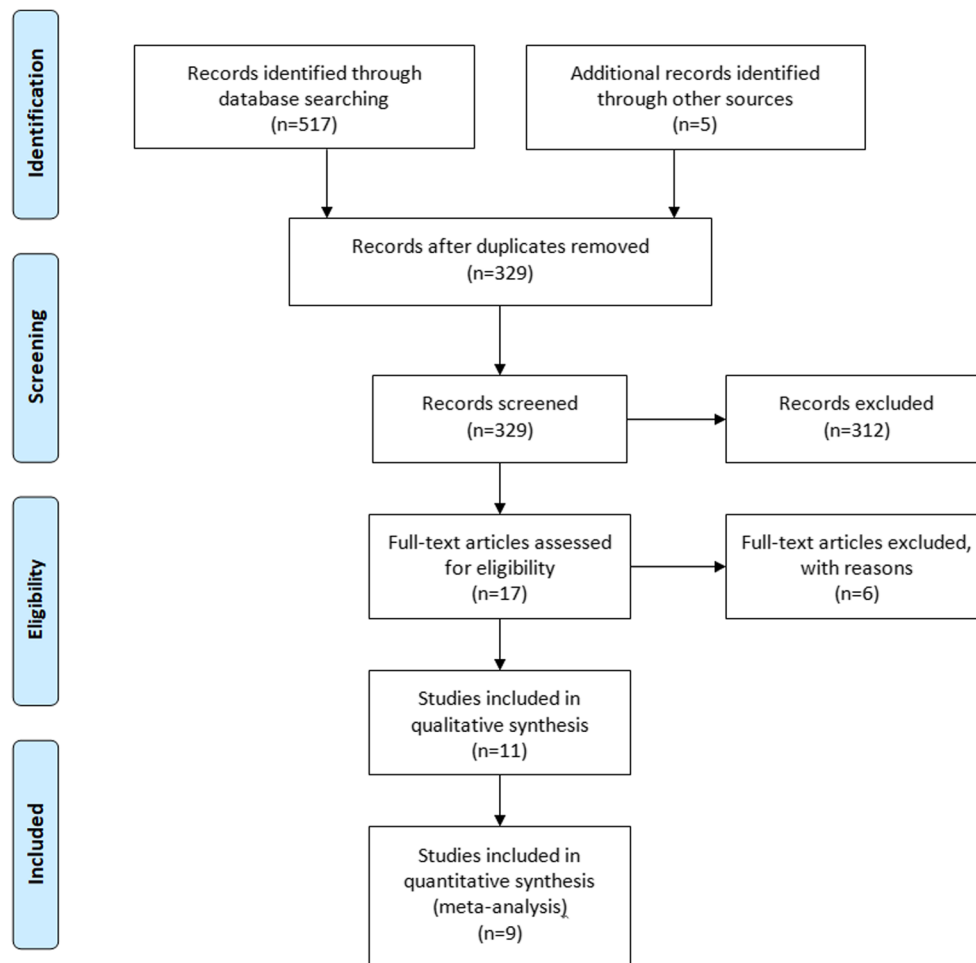 Identification
Records identified through
database searching
(n=517)
Additional records identified
through other sources
(n=5)
Records after duplicates removed
(n=329)
Screening
Records screened
(n=329)
Records excluded
(n=312)
Eligibility
Full-text articles assessed
for eligibility
(n=17)
Full-text articles excluded,
with reasons
(n=6)
Studies included in
qualitative synthesis
(n=11)
Included
Studies included in
quantitative synthesis
(meta-analysis)
(n=9)